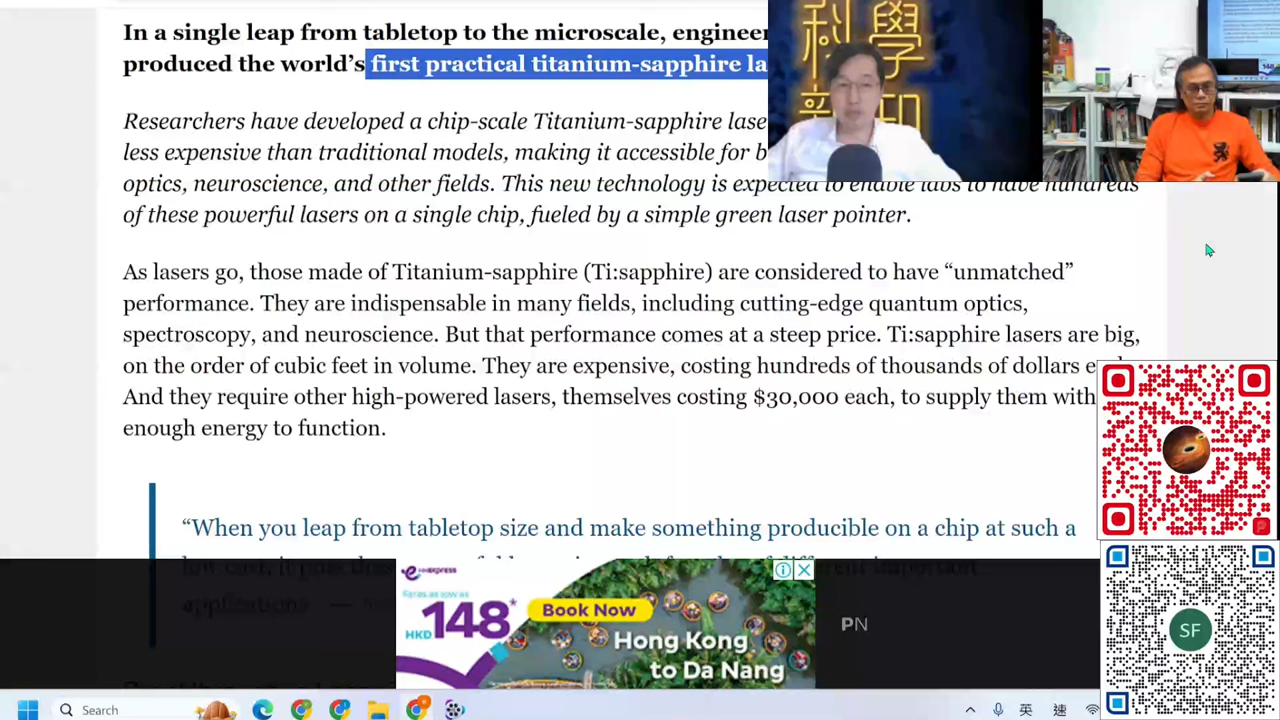 In a single leap from tabletop to the microscale, engineer
produced the world's first practical titanium-sapphire la
科學
新知
Researchers have developed a chip-scale Titanium-sapphire lase
less expensive than traditional models, making it accessible for b
optics, neuroscience, and other fields. This new technology is expected to enable labs to have hundreds
of these powerful lasers on a single chip, fueled by a simple green laser pointer.
As lasers go, those made of Titanium-sapphire (Ti:sapphire) are considered to have “unmatched”
performance. They are indispensable in many fields, including cutting-edge quantum optics,
spectroscopy, and neuroscience. But that performance comes at a steep price. Ti:sapphire lasers are big,
on the order of cubic feet in volume. They are expensive, costing hundreds of thousands of dollars
And they require other high-powered lasers, themselves costing $30,000 each, to supply them with
enough energy to function.
“When you leap from tabletop size and make something producible on a chip at such a
applications
express
Fares as low as
HKD 148*
Book Now
Hong Kong
to Da Nang
PN
SF
Search
英
速